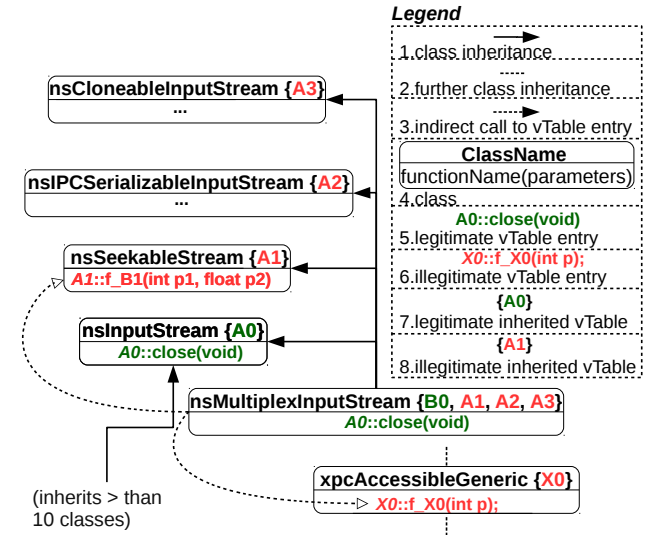 Legend
1.class inheritance
2.further class inheritance
3.indirect call to vTable entry
ClassName
functionName(parameters)
4.class
A0::close(void)
5.legitimate vTable entry
X0::f_X0(int p);
6.illegitimate vTable entry
{A0}
7.legitimate inherited vTable
{A1}
8.illegitimate inherited vTable
nsCloneableInputStream {A3}
...
nsIPCSerializableInputStream {A2}
...
nsSeekableStream {A1}
A1::f_B1(int p1, float p2)
nsInputStream {A0}
A0::close(void)
nsMultiplexInputStream {B0, A1, A2, A3}
A0::close(void)
xpcAccessibleGeneric {X0}
X0::f_X0(int p);
(inherits > than
10 classes)